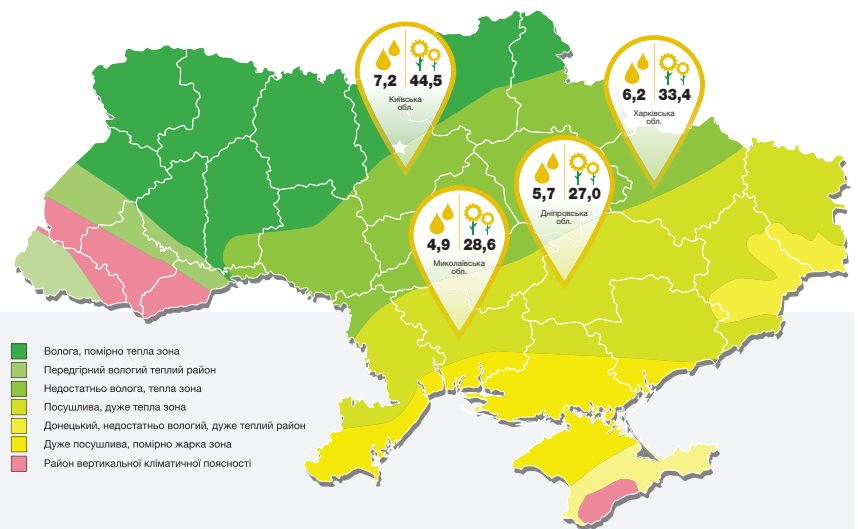 7,2 44,5
Київська
обл.
6,2 33,4
Харківська
обл.
5,7 27,0
Дніпровська
обл.
4,9 28,6
Миколаївська
обл.
Волога, помірно тепла зона
Передгірний вологий теплий район
Недостатньо волога, тепла зона
Посушлива, дуже тепла зона
Донецький, недостатньо вологий, дуже теплий район
Дуже посушлива, помірно жарка зона
Район вертикальної кліматичної поясності